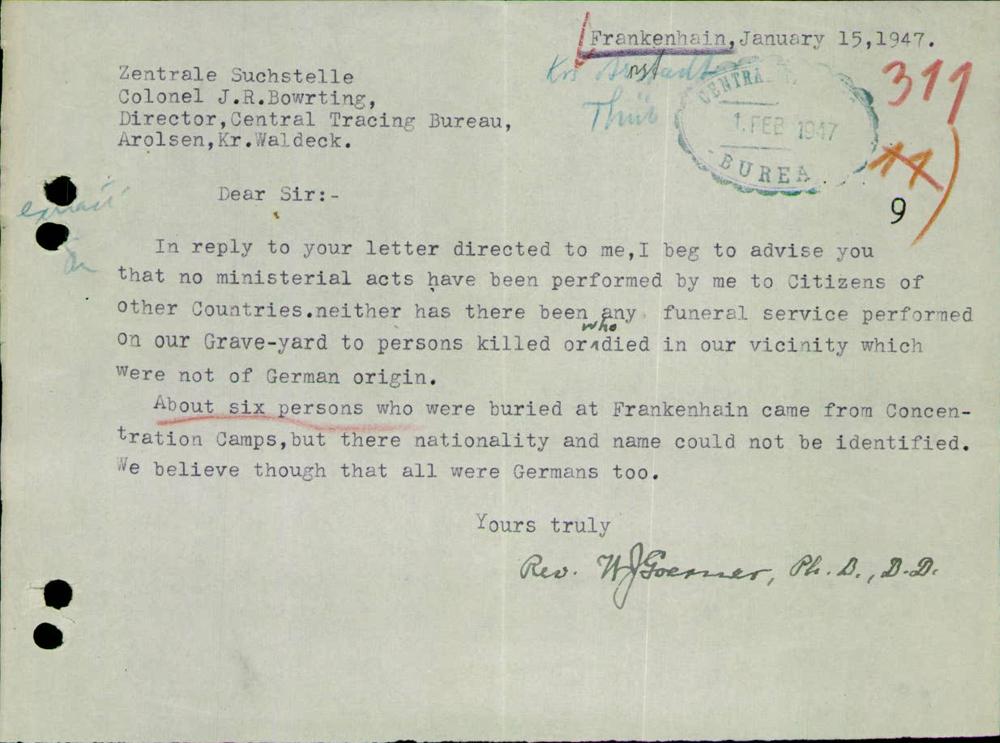 Frankenhain, January 15,1947.
Krs Arnstadt
Thür
311
CENTRAL
1. FEB 1947
BUREA
11
9
Zentrale Suchstelle
Colonel J.R.Bowrting,
Director,Central Tracing Bureau,
Arolsen,Kr.Waldeck.
Dear Sir:-
In reply to your letter directed to me,I beg to advise you
that no ministerial acts have been performed by me to Citizens of
other Countries.neither has there been any funeral service performed
who
on our Grave-yard to persons killed or died in our vicinity which
were not of German origin.
About six persons who were buried at Frankenhain came from Concen-
tration Camps,but there nationality and name could not be identified.
We believe though that all were Germans too.
Yours truly
Rev. WJGoerner, Ph. D., D.D.